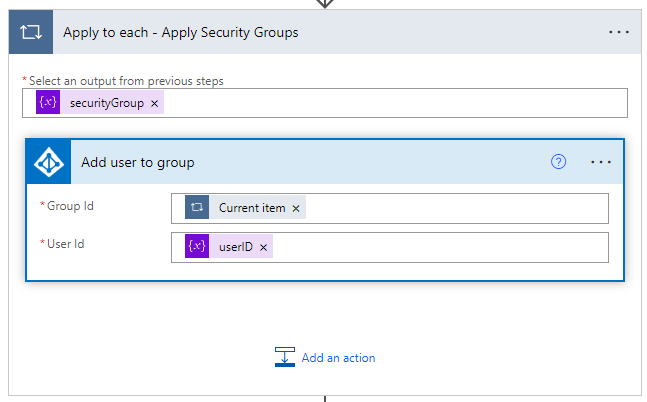 Apply to each - Apply Security Groups
* Select an output from previous steps
{x} securityGroup ×
Add user to group
* Group Id
Current item ×
* User Id
{x} userID ×
Add an action